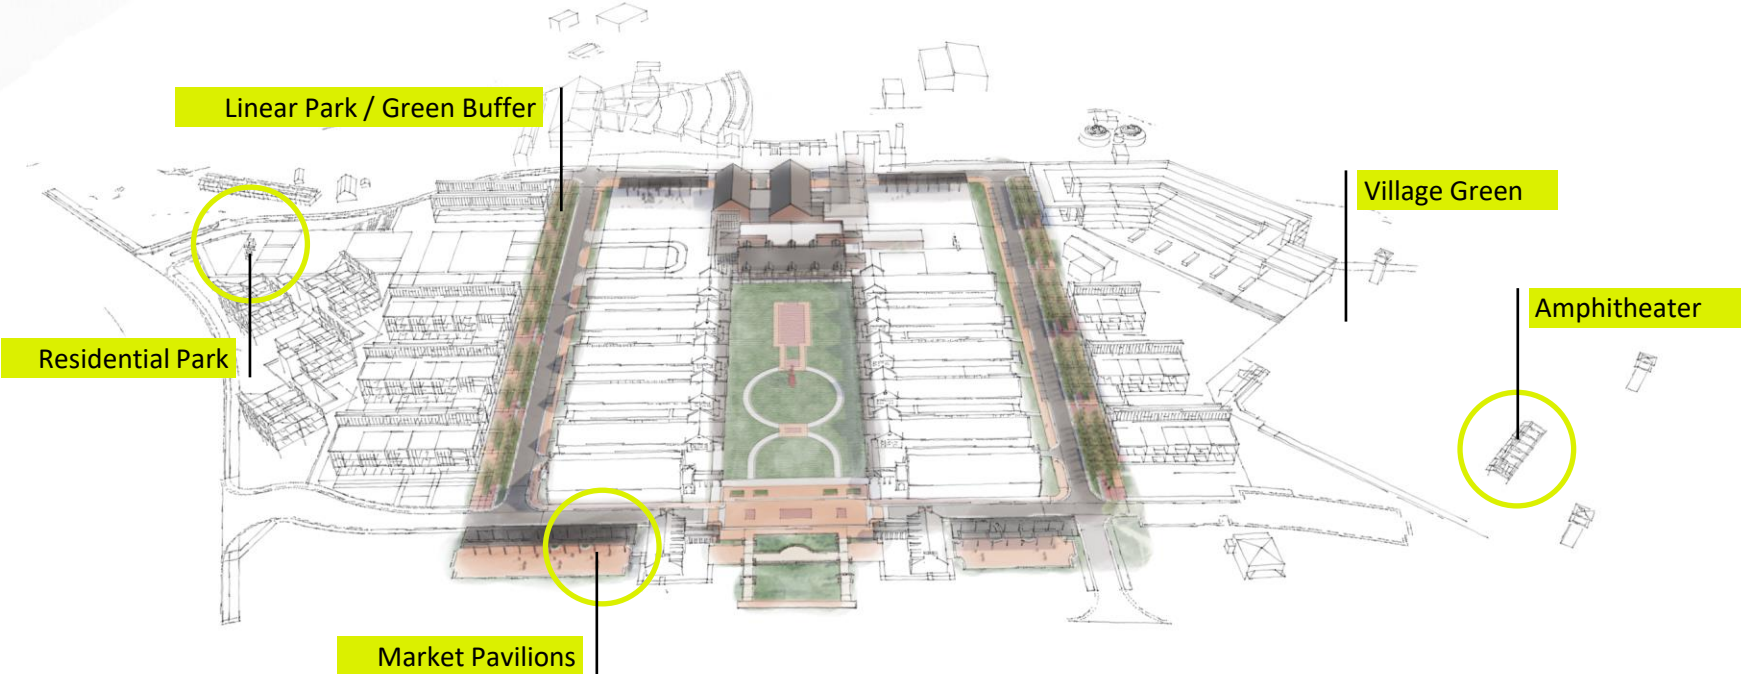 Linear Park / Green Buffer
Village Green
Amphitheater
Residential Park
Market Pavilions